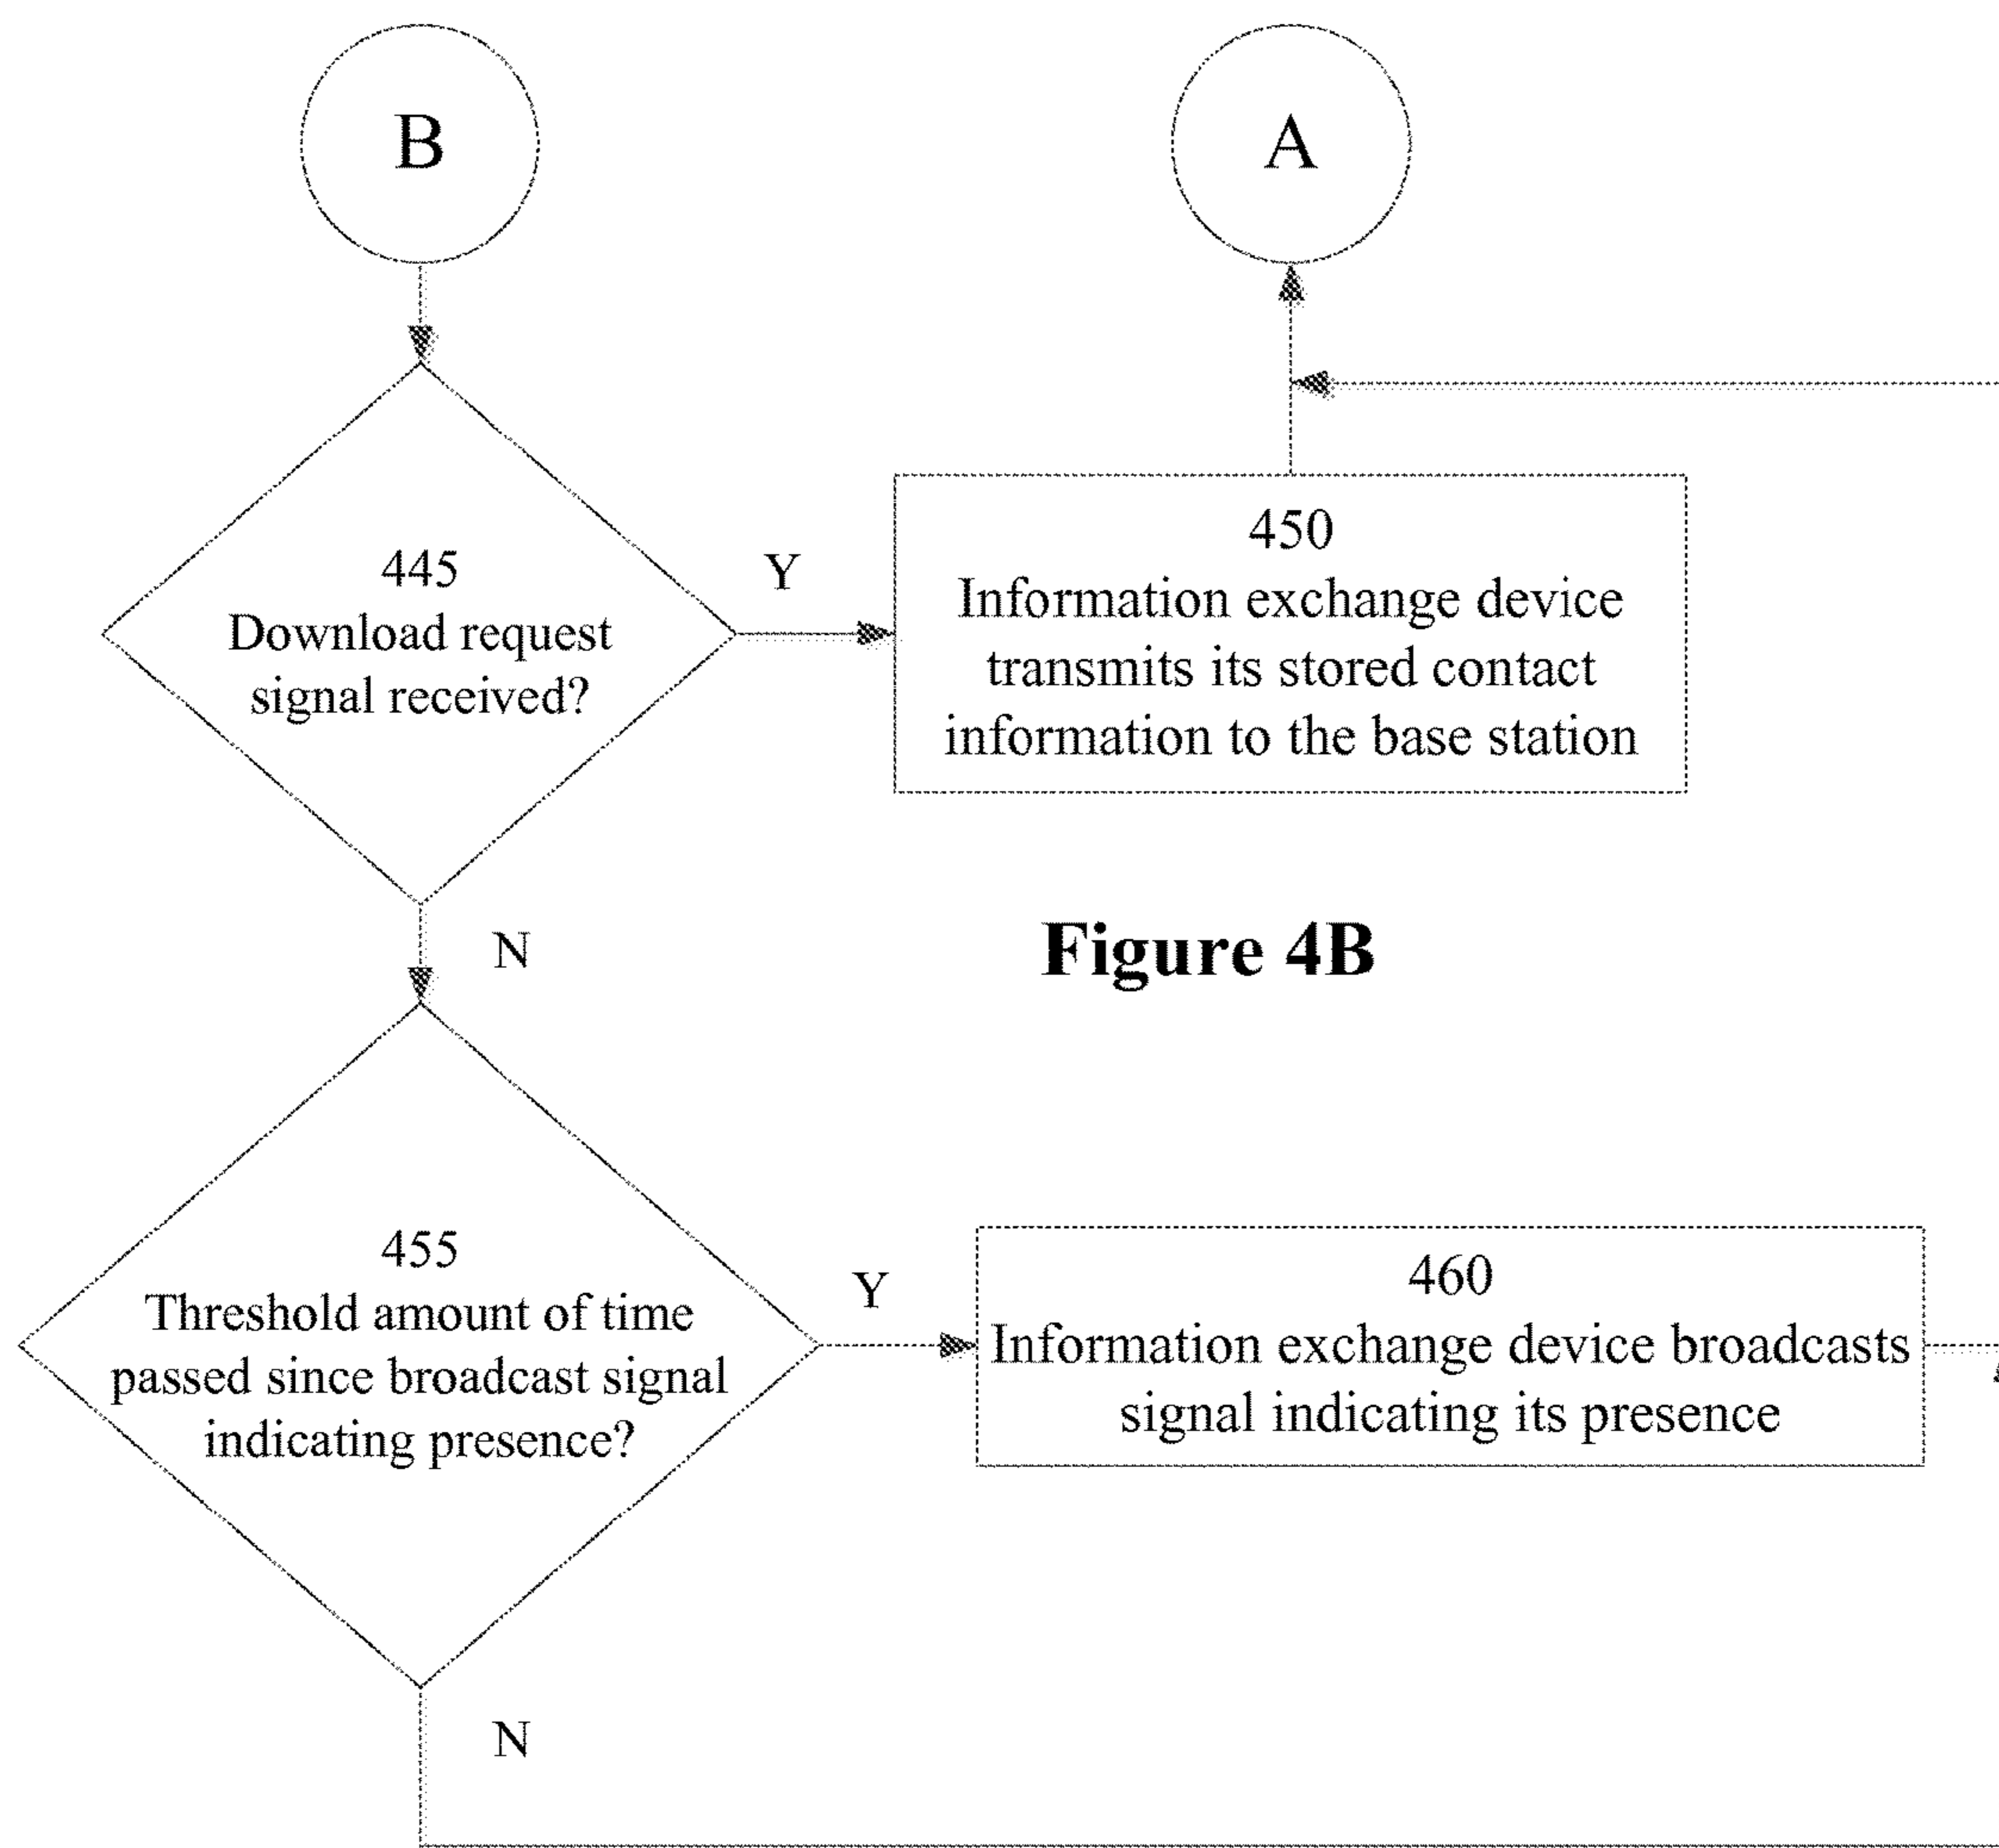 B
A
445
Download request
signal received?
Y
450
Information exchange device
transmits its stored contact
information to the base station
N
Figure 4B
455
Threshold amount of time
passed since broadcast signal
indicating presence?
Y
460
Information exchange device broadcasts
signal indicating its presence
N